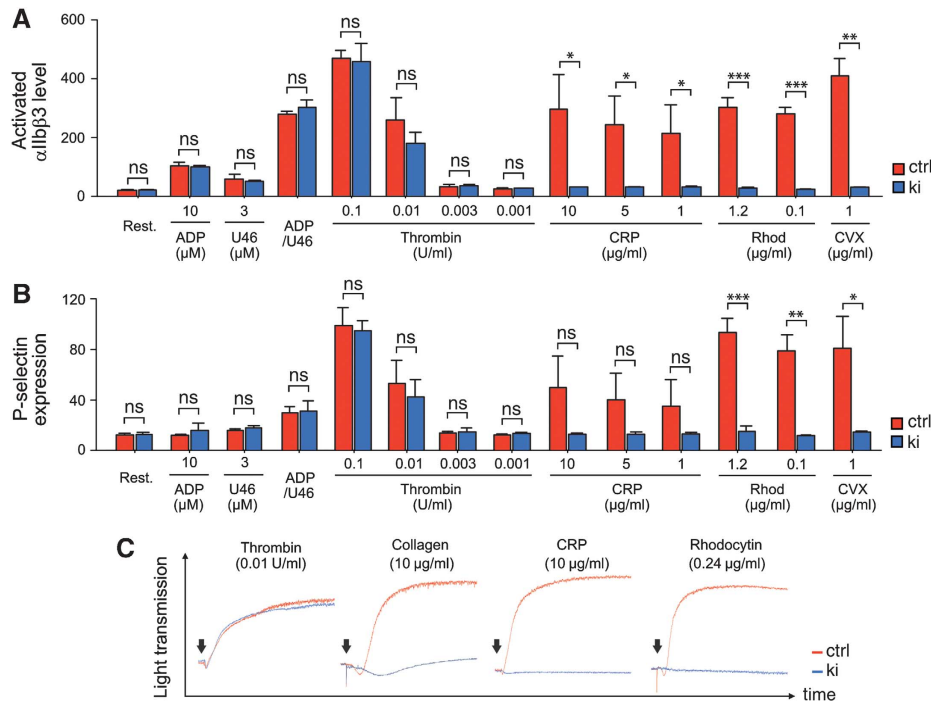 A
600
400
200
0
Activated
αIIbβ3 level
ns
ns
ns
ns
ns
ns
ns
ns
*
*
*
***
***
**
ctrl
ki
Rest.
10
3
ADP
/U46
0.1
0.01
0.003
0.001
10
5
1
1.2
0.1
1
ADP
(µM)
U46
(µM)
Thrombin
(U/ml)
CRP
(µg/ml)
Rhod
(µg/ml)
CVX
(µg/ml)
B
120
80
40
0
P-selectin
expression
ns
ns
ns
ns
ns
ns
ns
ns
ns
ns
ns
***
**
*
ctrl
ki
Rest.
10
3
ADP
/U46
0.1
0.01
0.003
0.001
10
5
1
1.2
0.1
1
ADP
(µM)
U46
(µM)
Thrombin
(U/ml)
CRP
(µg/ml)
Rhod
(µg/ml)
CVX
(µg/ml)
C
Light transmission
Thrombin
(0.01 U/ml)
Collagen
(10 µg/ml)
CRP
(10 µg/ml)
Rhodocytin
(0.24 µg/ml)
ctrl
ki
time